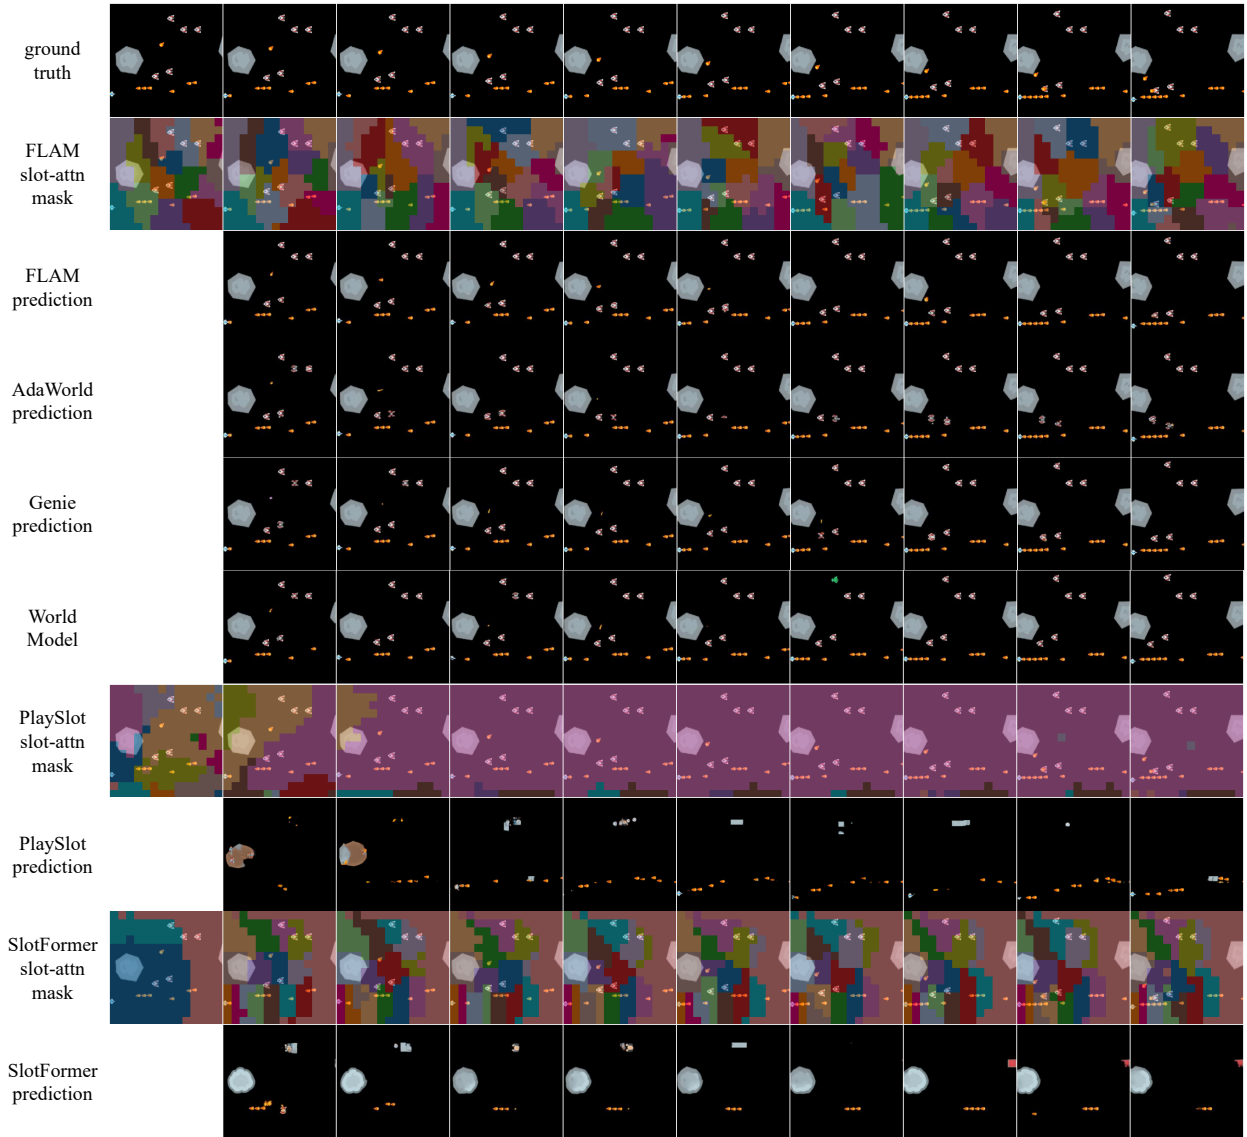 ground
truth
FLAM
slot-attn
mask
FLAM
prediction
AdaWorld
prediction
Genie
prediction
World
Model
PlaySlot
slot-attn
mask
PlaySlot
prediction
SlotFormer
slot-attn
mask
SlotFormer
prediction